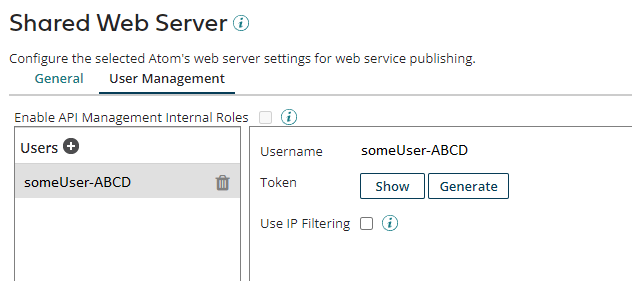 Shared Web Server
Configure the selected Atom's web server settings for web service publishing.
General User Management
Enable API Management Internal Roles
Users
someUser-ABCD
Username someUser-ABCD
Token Show Generate
Use IP Filtering